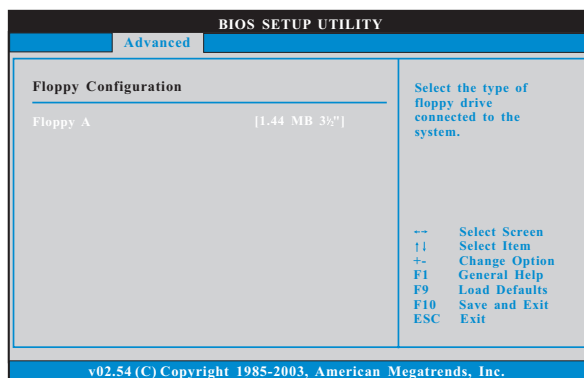 BIOS SETUP UTILITY
Advanced
Floppy Configuration
Floppy A [1.44 MB 3½"]
Select the type of
floppy drive
connected to the
system.
←→ Select Screen
↑↓ Select Item
+- Change Option
F1 General Help
F9 Load Defaults
F10 Save and Exit
ESC Exit
v02.54 (C) Copyright 1985-2003, American Megatrends, Inc.